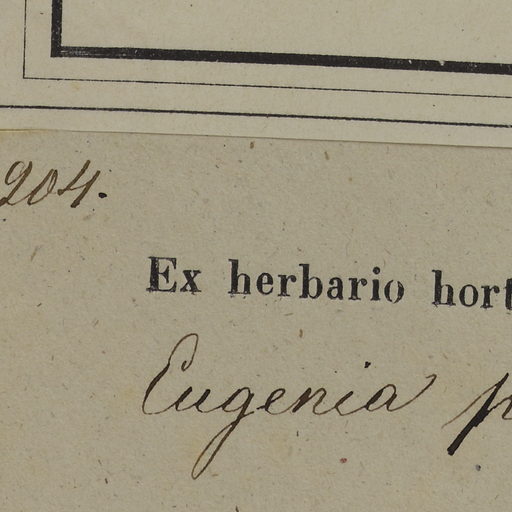 204.
Ex herbario hort
Eugenia p